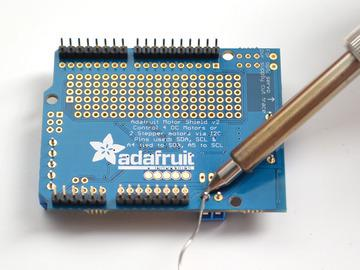 Adafruit Motor Shield v2
Control 4 DC Motors or
2 Stepper motors via I2C
Pins used: SDA, SCL &
A4 tied to SDA, A5 to SCL
adafruit